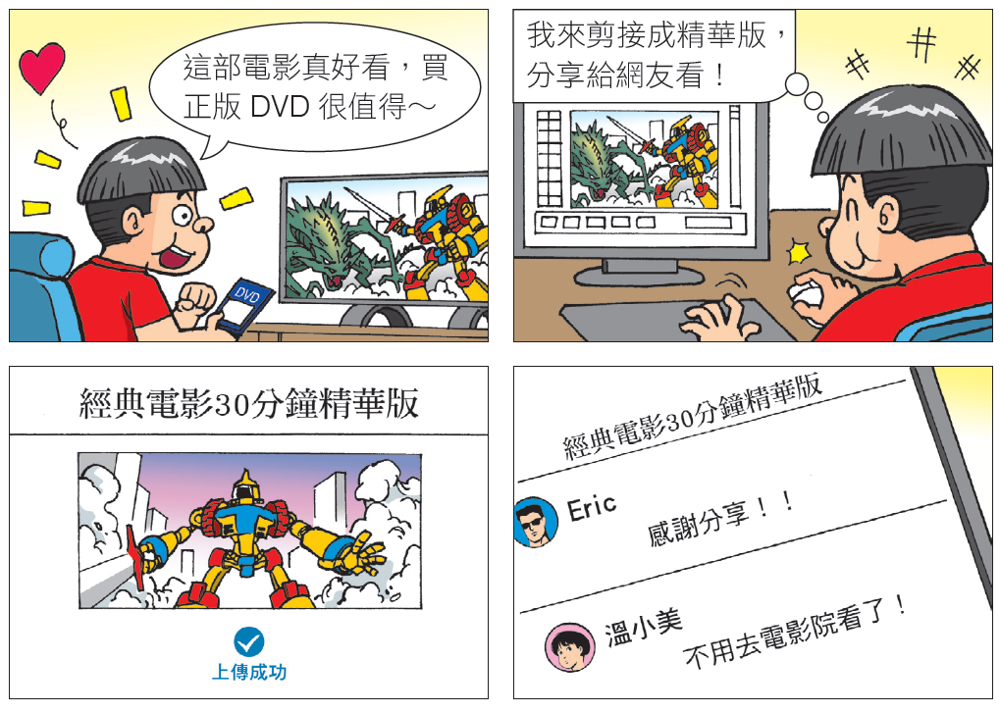 這部電影真好看，買
正版 DVD 很值得～
DVD
我來剪接成精華版，
分享給網友看！
經典電影30分鐘精華版
上傳成功
經典電影30分鐘精華版
Eric
感謝分享！！
溫小美
不用去電影院看了！